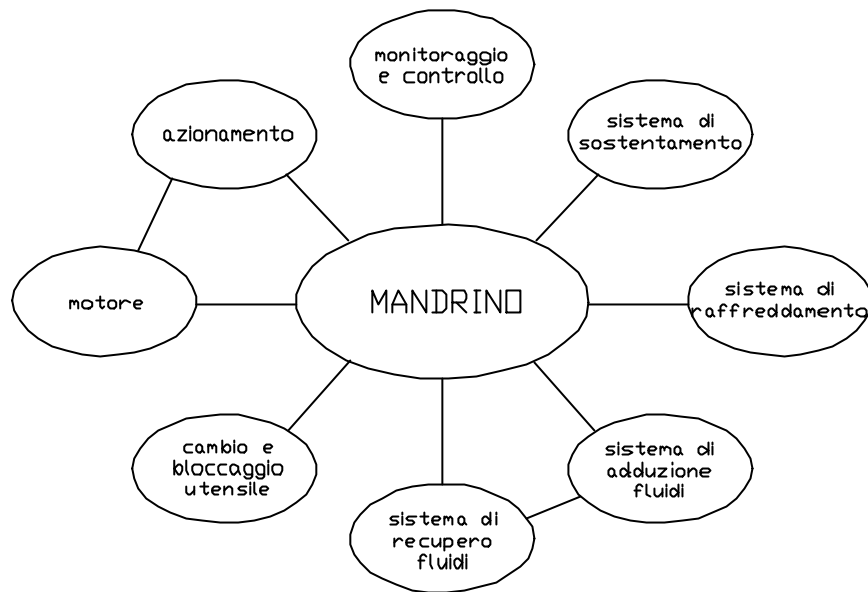 monitoraggio
e controllo
azionamento
sistema di
sostentamento
motore
MANDRINO
sistema di
raffreddamento
cambio e
bloccaggio
utensile
sistema di
recupero
fluidi
sistema di
adduzione
fluidi